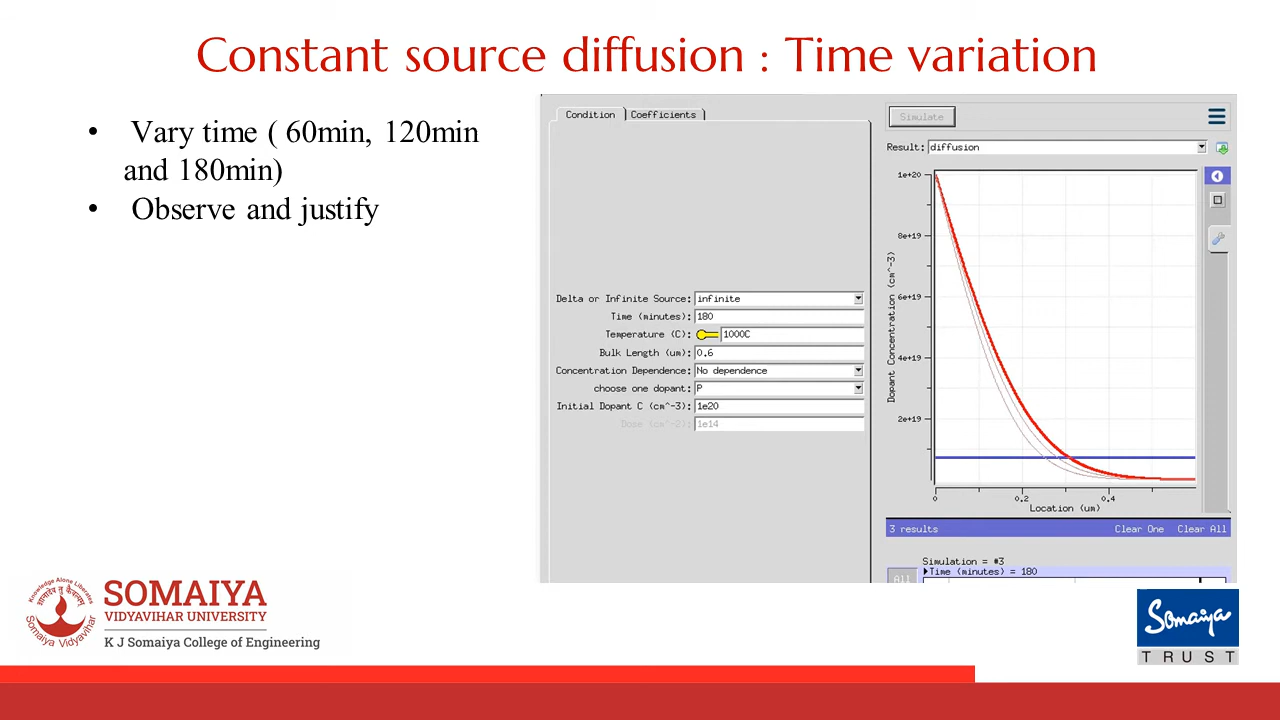 Constant source diffusion : Time variation
• Vary time ( 60min, 120min
and 180min)
• Observe and justify
Condition
Coefficients
Delta or Infinite Source: infinite
Time (minutes): 180
Temperature (C): 1000C
Bulk Length (um): 0.6
Concentration Dependence: No dependence
choose one dopant: P
Initial Dopant C (cm^-3): 1e20
Dose (cm^-2): 1e14
Simulate
Result: diffusion
1e+20
8e+19
6e+19
4e+19
2e+19
Dopant Concentration (cm^-3)
0
0.2
0.4
Location (um)
3 results
Clear One
Clear All
Simulation = #3
All
Time (minutes) = 180
Knowledge Alone Liberates
Somaiya Vidyavihar
SOMAIYA
VIDYAVIHAR UNIVERSITY
K J Somaiya College of Engineering
Somaiya
TRUST